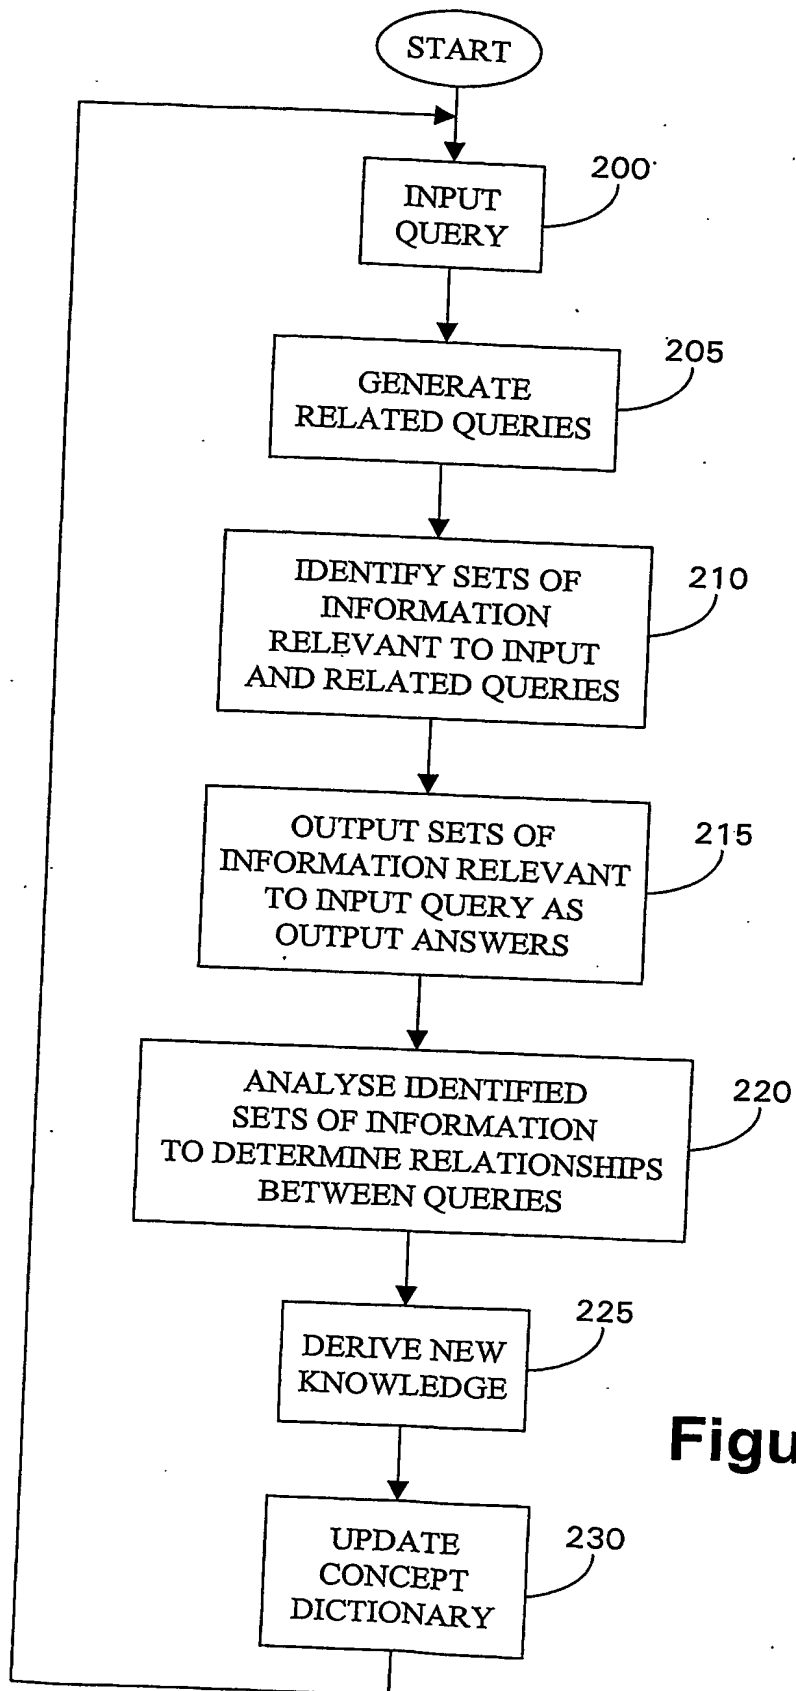 START
INPUT
QUERY
200
GENERATE
RELATED QUERIES
205
IDENTIFY SETS OF
INFORMATION
RELEVANT TO INPUT
AND RELATED QUERIES
210
OUTPUT SETS OF
INFORMATION RELEVANT
TO INPUT QUERY AS
OUTPUT ANSWERS
215
ANALYSE IDENTIFIED
SETS OF INFORMATION
TO DETERMINE RELATIONSHIPS
BETWEEN QUERIES
220
DERIVE NEW
KNOWLEDGE
225
Figu
UPDATE
CONCEPT
DICTIONARY
230